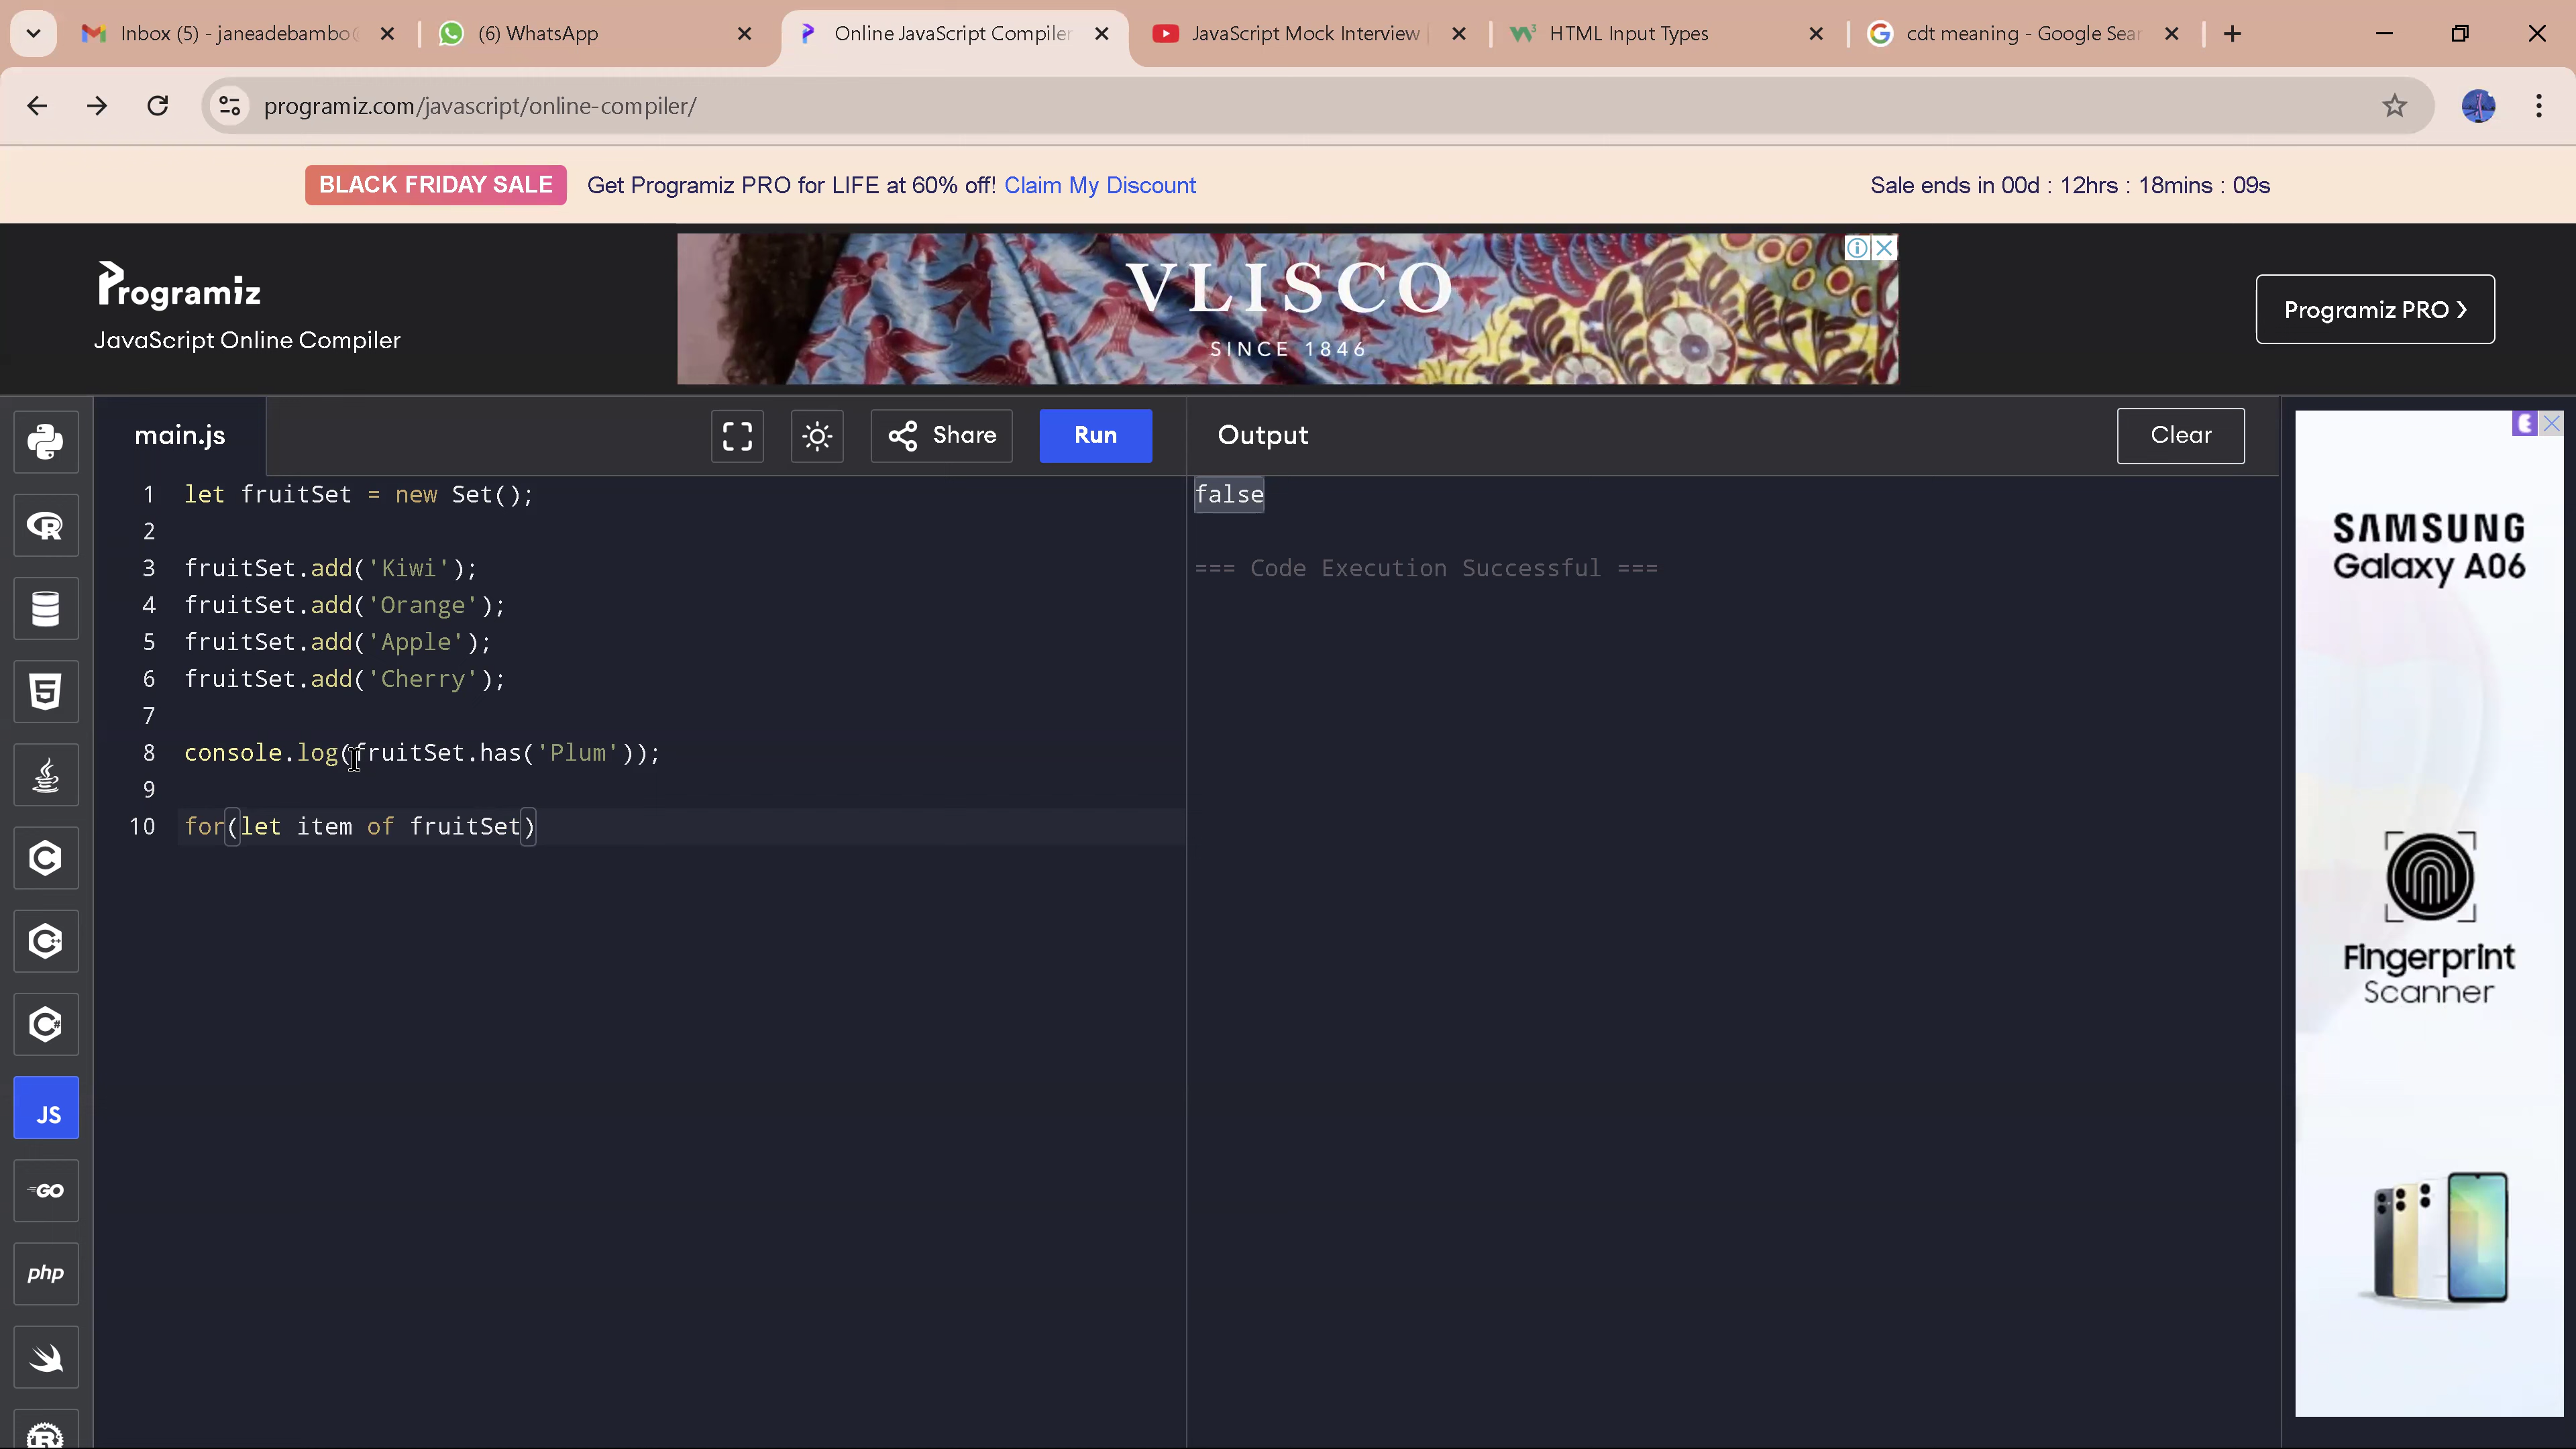 Inbox (5) - janeadebambo
(6) WhatsApp
Online JavaScript Compiler
JavaScript Mock Interview
HTML Input Types
cdt meaning - Google Sear
programiz.com/javascript/online-compiler/
BLACK FRIDAY SALE
Get Programiz PRO for LIFE at 60% off! Claim My Discount
Sale ends in 00d : 12hrs : 18mins : 09s
Programiz
JavaScript Online Compiler
VLISCO
SINCE 1846
Programiz PRO ❯
main.js
Share
Run
Output
Clear
1 let fruitSet = new Set();
2
3 fruitSet.add('Kiwi');
4 fruitSet.add('Orange');
5 fruitSet.add('Apple');
6 fruitSet.add('Cherry');
7
8 console.log(fruitSet.has('Plum'));
9
10 for(let item of fruitSet)
false
=== Code Execution Successful ===
JS
GO
php
SAMSUNG
Galaxy A06
Fingerprint
Scanner